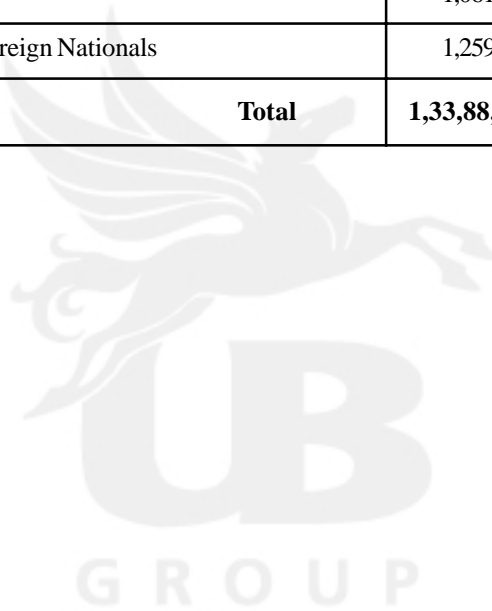 reign Nationals 1,259
Total 1,33,88,
UB
GROUP